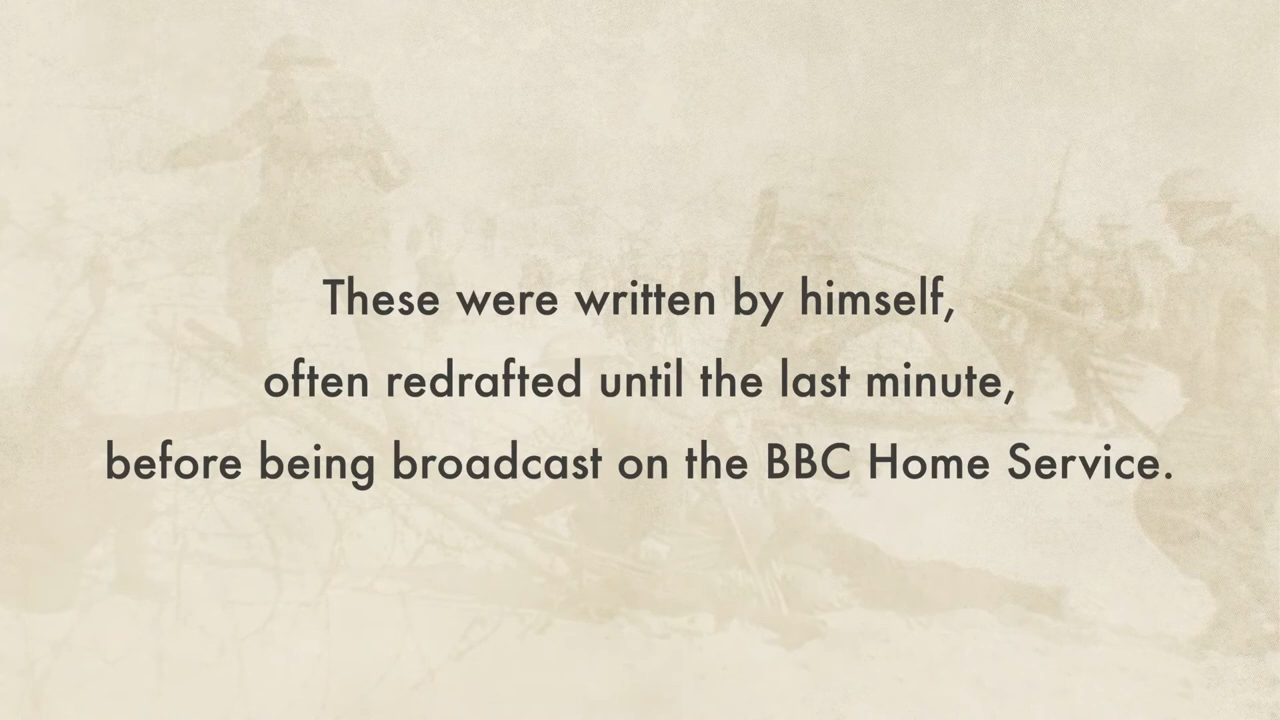 These were written by himself,
often redrafted until the last minute,
before being broadcast on the BBC Home Service.